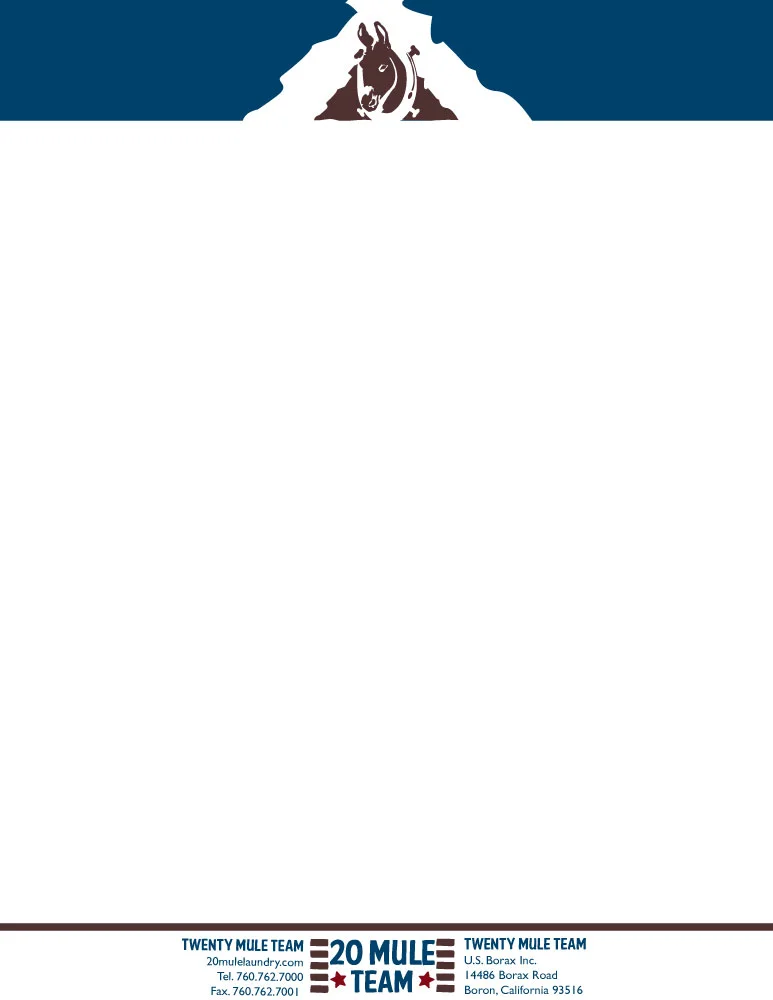 TWENTY MULE TEAM
20mulelaundry.com
Tel. 760.762.7000
Fax. 760.762.7001
20 MULE
TEAM
TWENTY MULE TEAM
U.S. Borax Inc.
14486 Borax Road
Boron, California 93516